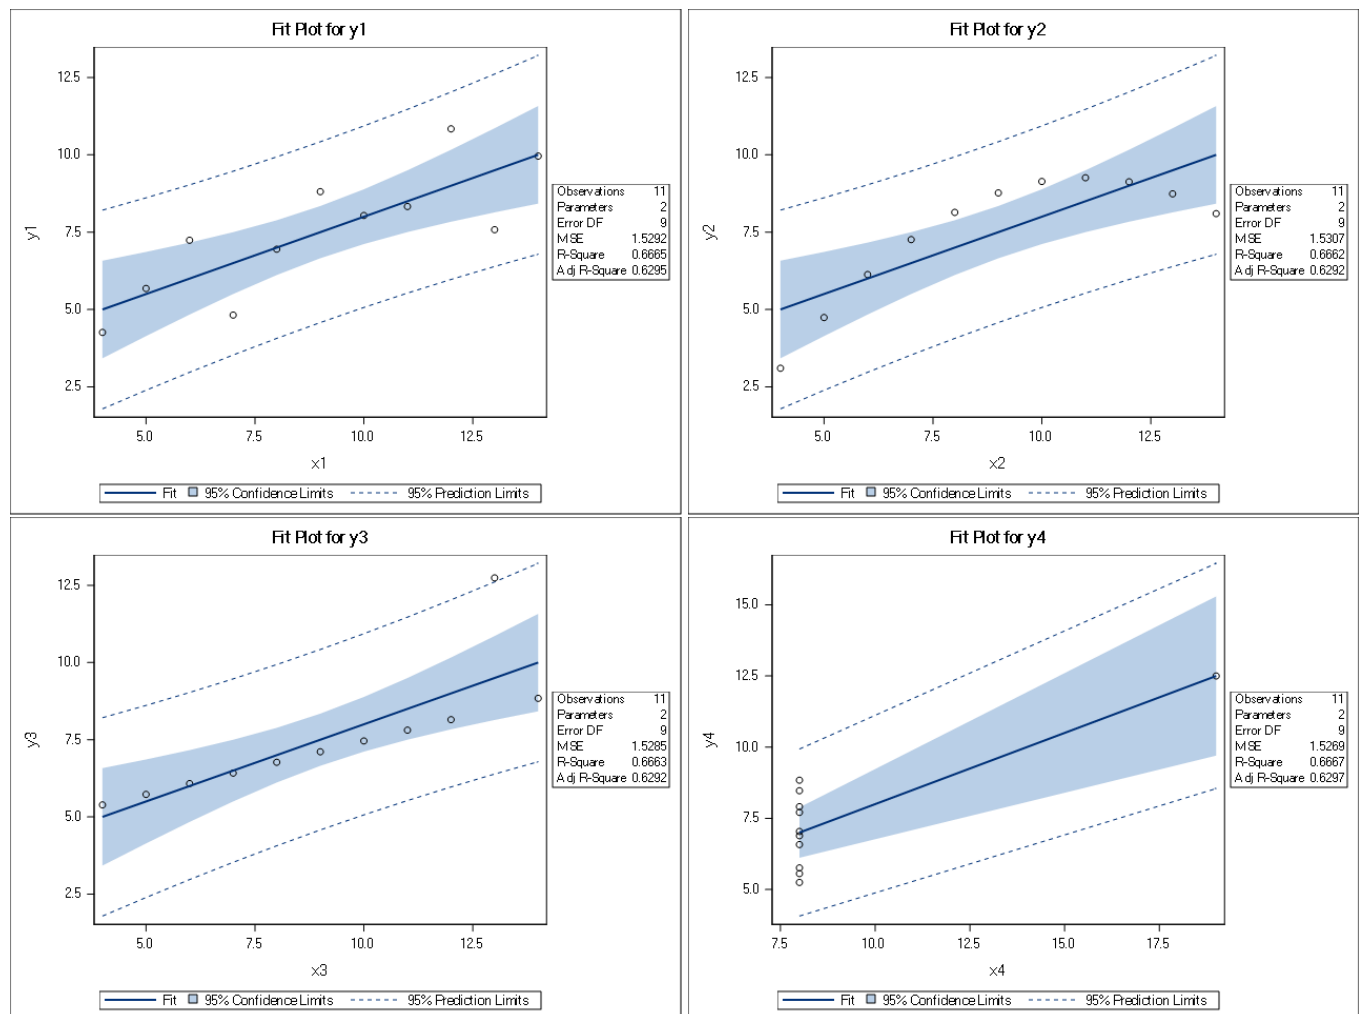 Fit Plot for y1
12.5
10.0
7.5
5.0
2.5
y1
5.0 7.5 10.0 12.5
x1
Observations 11
Parameters 2
Error DF 9
MSE 1.5292
R-Square 0.6665
Adj R-Square 0.6295
Fit 95% Confidence Limits 95% Prediction Limits
Fit Plot for y2
12.5
10.0
7.5
5.0
2.5
y2
5.0 7.5 10.0 12.5
x2
Observations 11
Parameters 2
Error DF 9
MSE 1.5307
R-Square 0.6662
Adj R-Square 0.6292
Fit 95% Confidence Limits 95% Prediction Limits
Fit Plot for y3
12.5
10.0
7.5
5.0
2.5
y3
5.0 7.5 10.0 12.5
x3
Observations 11
Parameters 2
Error DF 9
MSE 1.5285
R-Square 0.6663
Adj R-Square 0.6292
Fit 95% Confidence Limits 95% Prediction Limits
Fit Plot for y4
15.0
12.5
10.0
7.5
5.0
y4
7.5 10.0 12.5 15.0 17.5
x4
Observations 11
Parameters 2
Error DF 9
MSE 1.5269
R-Square 0.6667
Adj R-Square 0.6297
Fit 95% Confidence Limits 95% Prediction Limits